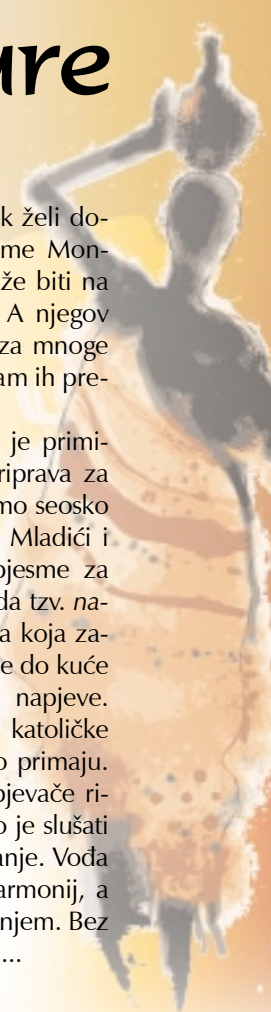 ure
k želi do-
me Mon-
že biti na
A njegov
za mnoge
am ih pre-
je primi-
riprava za
mo seosko
Mladići i
pjesme za
da tzv. na-
a koja za-
e do kuće
napjeve.
katoličke
o primaju.
pjevače ri-
o je slušati
anje. Vođa
armonij, a
njem. Bez
...